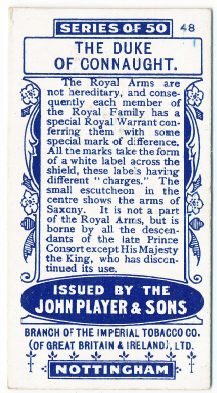 SERIES OF 50 48
THE DUKE
OF CONNAUGHT.
The Royal Arms are
not hereditary, and conse-
quently each member of
the Royal Family has a
special Royal Warrant con-
ferring them with some
special mark of difference.
All the marks take the form
of a white label across the
shield, these labels having
different "charges." The
small escutcheon in the
centre shows the arms of
Saxony. It is not a part
of the Royal Arms, but is
borne by all the descen-
dants of the late Prince
Consort except His Majesty
the King, who has discon-
tinued its use.
ISSUED BY THE
JOHN PLAYER & SONS
BRANCH OF THE IMPERIAL TOBACCO CO.
(OF GREAT BRITAIN & IRELAND), LTD.
NOTTINGHAM